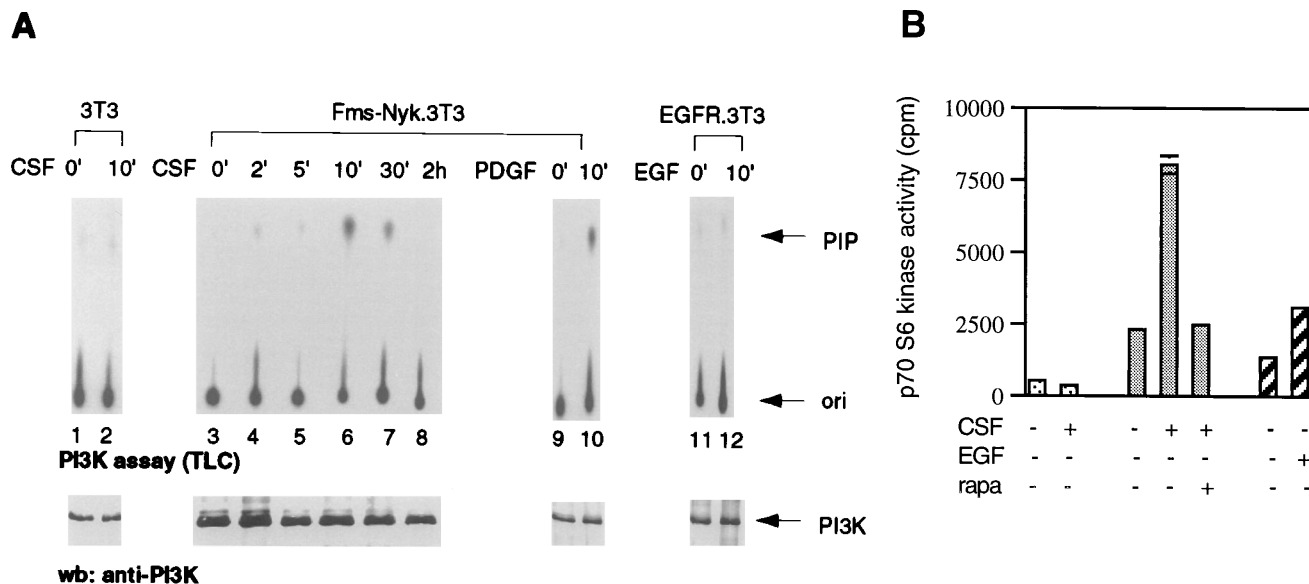 A
3T3 Fms-Nyk.3T3 EGFR.3T3
CSF 0' 10' CSF 0' 2' 5' 10' 30' 2h PDGF 0' 10' EGF 0' 10'
PIP
ori
1 2 3 4 5 6 7 8 9 10 11 12
PI3K assay (TLC)
PI3K
wb: anti-PI3K
B
p70 S6 kinase activity (cpm)
10000
7500
5000
2500
0
CSF - + - + + - -
EGF - - - - - - +
rapa - - - - + - -